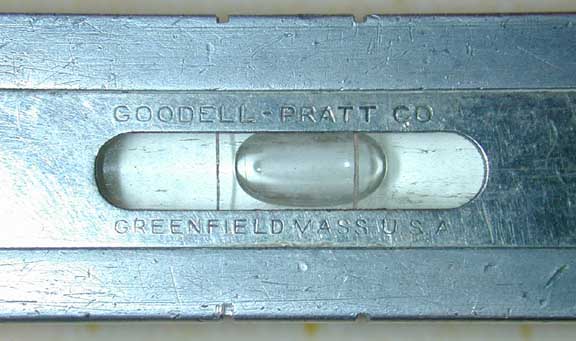 GOODELL-PRATT CO
GREENFIELD MASS. U.S.A